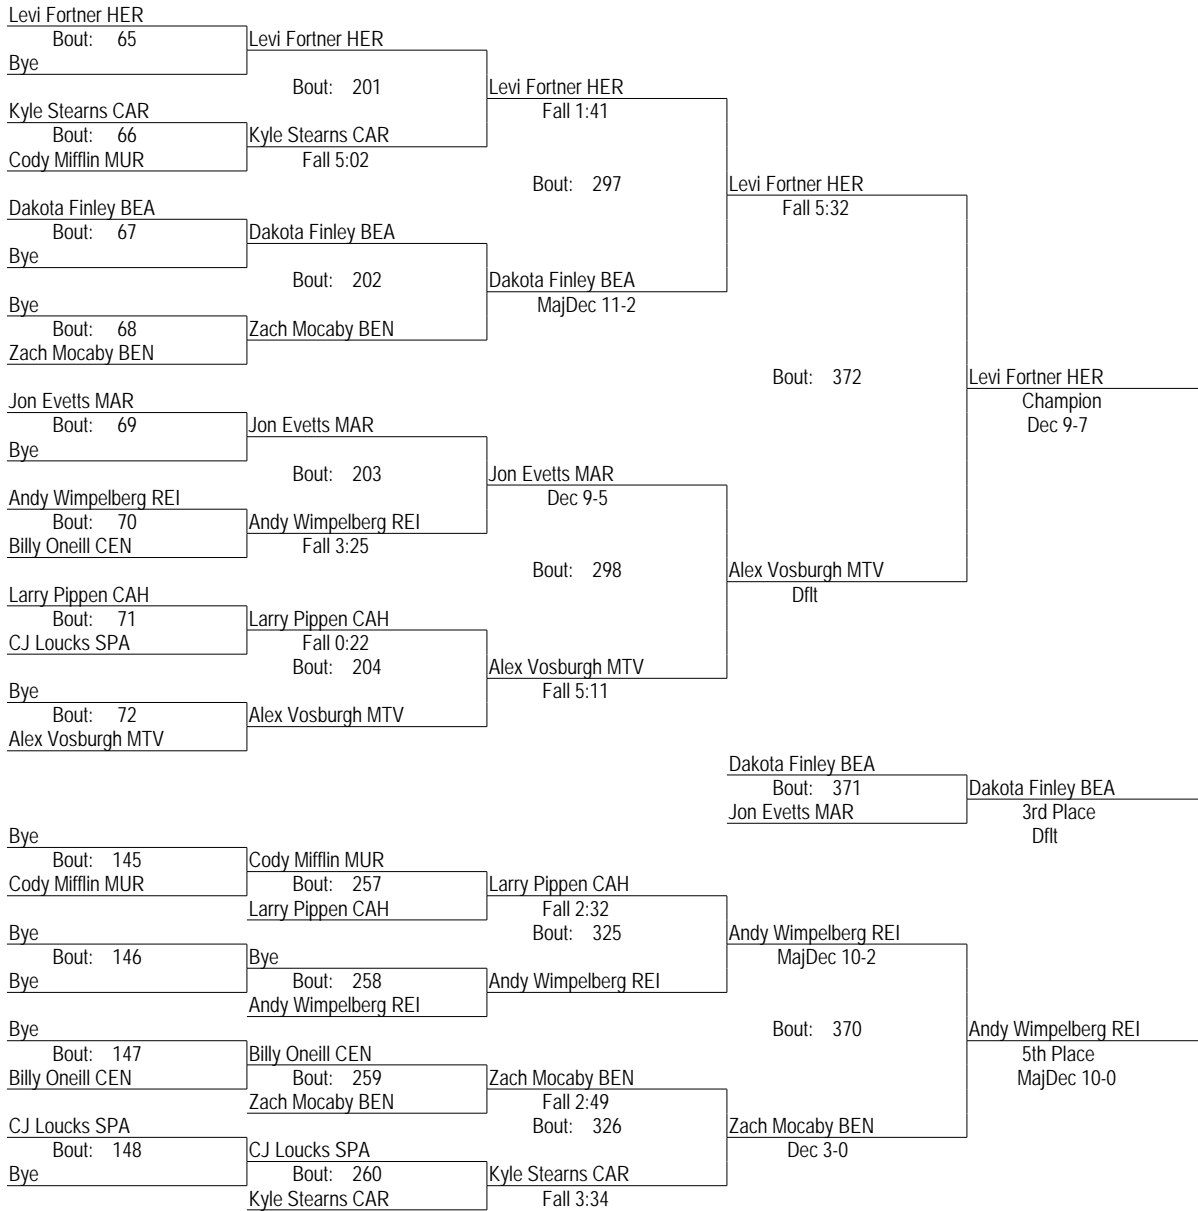 Levi Fortner HER
Bout: 65
Levi Fortner HER
Bye
Bout: 201
Levi Fortner HER
Fall 1:41
Kyle Stearns CAR
Bout: 66
Kyle Stearns CAR
Cody Mifflin MUR
Fall 5:02
Bout: 297
Levi Fortner HER
Fall 5:32
Dakota Finley BEA
Bout: 67
Dakota Finley BEA
Bye
Bout: 202
Dakota Finley BEA
MajDec 11-2
Bye
Bout: 68
Zach Mocaby BEN
Zach Mocaby BEN
Bout: 372
Levi Fortner HER
Champion
Dec 9-7
Jon Evetts MAR
Bout: 69
Jon Evetts MAR
Bye
Bout: 203
Jon Evetts MAR
Dec 9-5
Andy Wimpelberg REI
Bout: 70
Andy Wimpelberg REI
Billy Oneill CEN
Fall 3:25
Bout: 298
Alex Vosburgh MTV
Dflt
Larry Pippen CAH
Bout: 71
Larry Pippen CAH
CJ Loucks SPA
Fall 0:22
Bout: 204
Alex Vosburgh MTV
Fall 5:11
Bye
Bout: 72
Alex Vosburgh MTV
Alex Vosburgh MTV
Dakota Finley BEA
Bout: 371
Dakota Finley BEA
Jon Evetts MAR
3rd Place
Dflt
Bye
Bout: 145
Cody Mifflin MUR
Cody Mifflin MUR
Bout: 257
Larry Pippen CAH
Larry Pippen CAH
Fall 2:32
Bye
Bout: 325
Andy Wimpelberg REI
MajDec 10-2
Bout: 146
Bye
Bye
Bout: 258
Andy Wimpelberg REI
Andy Wimpelberg REI
Bye
Bout: 370
Andy Wimpelberg REI
5th Place
MajDec 10-0
Bout: 147
Billy Oneill CEN
Billy Oneill CEN
Bout: 259
Zach Mocaby BEN
Zach Mocaby BEN
Fall 2:49
CJ Loucks SPA
Bout: 326
Zach Mocaby BEN
Dec 3-0
Bout: 148
CJ Loucks SPA
Bye
Bout: 260
Kyle Stearns CAR
Kyle Stearns CAR
Fall 3:34